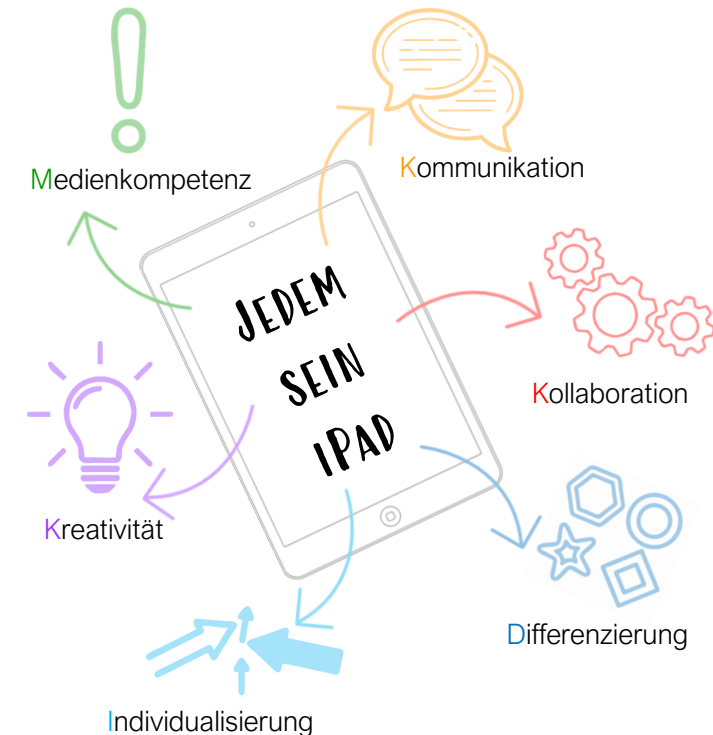 Medienkompetenz
Kommunikation
JEDEM
SEIN
iPAD
Kollaboration
Kreativität
Differenzierung
Individualisierung